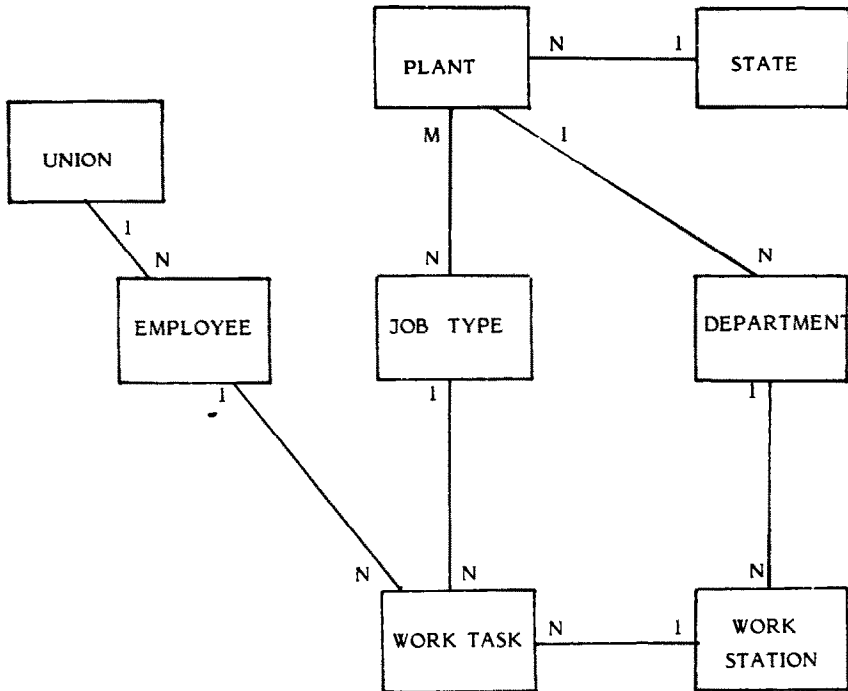 PLANT
N
1
STATE
UNION
M
1
1
N
N
N
EMPLOYEE
JOB TYPE
DEPARTMENT
1
1
1
N
N
N
WORK TASK
N
1
WORK
STATION